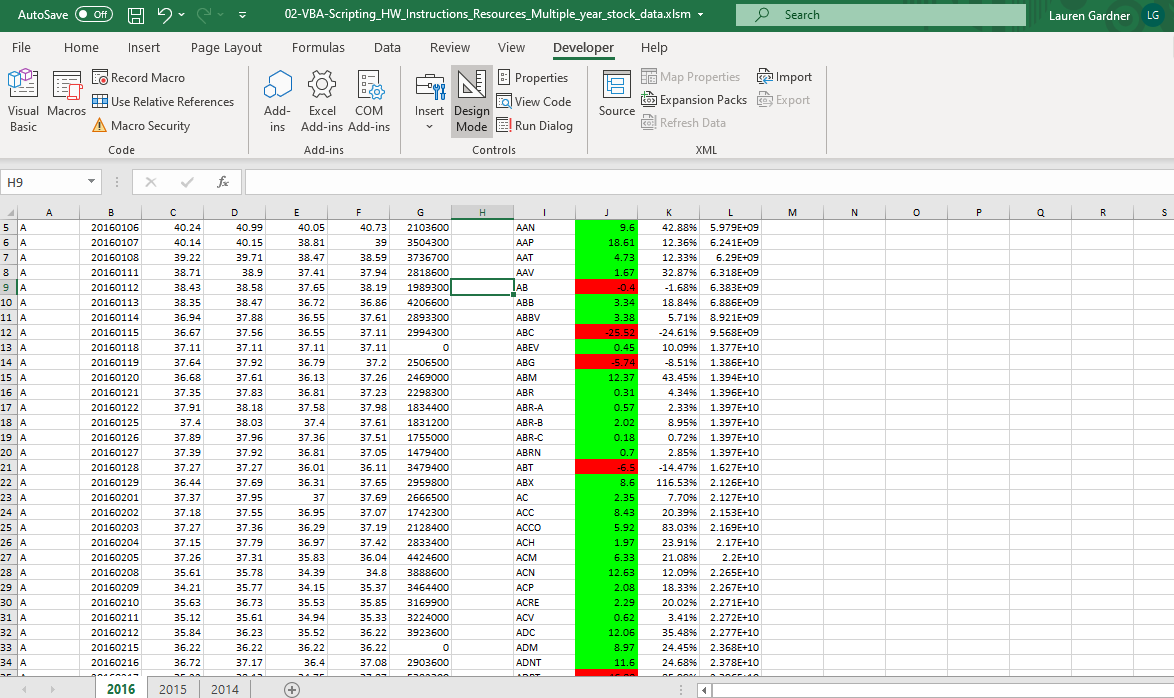 AutoSave Off 02-VBA-Scripting_HW_Instructions_Resources_Multiple_year_stock_data.xlsm Search Lauren Gardner LG
File Home Insert Page Layout Formulas Data Review View Developer Help
Visual Basic Macros Record Macro Use Relative References Macro Security
Add-ins Excel Add-ins COM Add-ins
Insert Design Mode Properties View Code Run Dialog
Source Map Properties Expansion Packs Refresh Data Import Export
Code Add-ins Controls XML
H9 fx
A B C D E F G H I J K L M N O P Q R S
5 A 20160106 40.24 40.99 40.05 40.73 2103600 AAN 9.6 42.88% 5.979E+09
6 A 20160107 40.14 40.15 38.81 39 3504300 AAP 18.61 12.36% 6.241E+09
7 A 20160108 39.22 39.71 38.47 38.59 3736700 AAT 4.73 12.33% 6.29E+09
8 A 20160111 38.71 38.9 37.41 37.94 2818600 AAV 1.67 32.87% 6.318E+09
9 A 20160112 38.43 38.58 37.65 38.19 1989300 AB -0.4 -1.68% 6.383E+09
10 A 20160113 38.35 38.47 36.72 36.86 4206600 ABB 3.34 18.84% 6.886E+09
11 A 20160114 36.94 37.88 36.55 37.61 2893300 ABBV 3.38 5.71% 8.921E+09
12 A 20160115 36.67 37.56 36.55 37.11 2994300 ABC -25.52 -24.61% 9.568E+09
13 A 20160118 37.11 37.11 37.11 37.11 0 ABEV 0.45 10.09% 1.377E+10
14 A 20160119 37.64 37.92 36.79 37.2 2506500 ABG -5.74 -8.51% 1.386E+10
15 A 20160120 36.68 37.61 36.13 37.26 2469000 ABM 12.37 43.45% 1.394E+10
16 A 20160121 37.35 37.83 36.81 37.23 2298300 ABR 0.31 4.34% 1.396E+10
17 A 20160122 37.91 38.18 37.58 37.98 1834400 ABR-A 0.57 2.33% 1.397E+10
18 A 20160125 37.4 38.03 37.4 37.61 1831200 ABR-B 2.02 8.95% 1.397E+10
19 A 20160126 37.89 37.96 37.36 37.51 1755000 ABR-C 0.18 0.72% 1.397E+10
20 A 20160127 37.39 37.92 36.81 37.05 1479400 ABRN 0.7 2.85% 1.397E+10
21 A 20160128 37.27 37.27 36.01 36.11 3479400 ABT -6.5 -14.47% 1.627E+10
22 A 20160129 36.44 37.69 36.31 37.65 2959800 ABX 8.6 116.53% 2.126E+10
23 A 20160201 37.37 37.95 37 37.69 2666500 AC 2.35 7.70% 2.127E+10
24 A 20160202 37.18 37.55 36.95 37.07 1742300 ACC 8.43 20.39% 2.153E+10
25 A 20160203 37.27 37.36 36.29 37.19 2128400 ACCO 5.92 83.03% 2.169E+10
26 A 20160204 37.15 37.79 36.97 37.42 2833400 ACH 1.97 23.91% 2.17E+10
27 A 20160205 37.26 37.31 35.83 36.04 4424600 ACM 6.33 21.08% 2.2E+10
28 A 20160208 35.61 35.78 34.39 34.8 3888600 ACN 12.63 12.09% 2.265E+10
29 A 20160209 34.21 35.77 34.15 35.37 3464400 ACP 2.08 18.33% 2.267E+10
30 A 20160210 35.63 36.73 35.53 35.85 3169900 ACRE 2.29 20.02% 2.271E+10
31 A 20160211 35.12 35.61 34.94 35.33 3224000 ACV 0.62 3.41% 2.272E+10
32 A 20160212 35.84 36.23 35.52 36.22 3923600 ADC 12.06 35.48% 2.277E+10
33 A 20160215 36.22 36.22 36.22 36.22 0 ADM 8.97 24.45% 2.368E+10
34 A 20160216 36.72 37.17 36.4 37.08 2903600 ADNT 11.6 24.68% 2.378E+10
2016 2015 2014